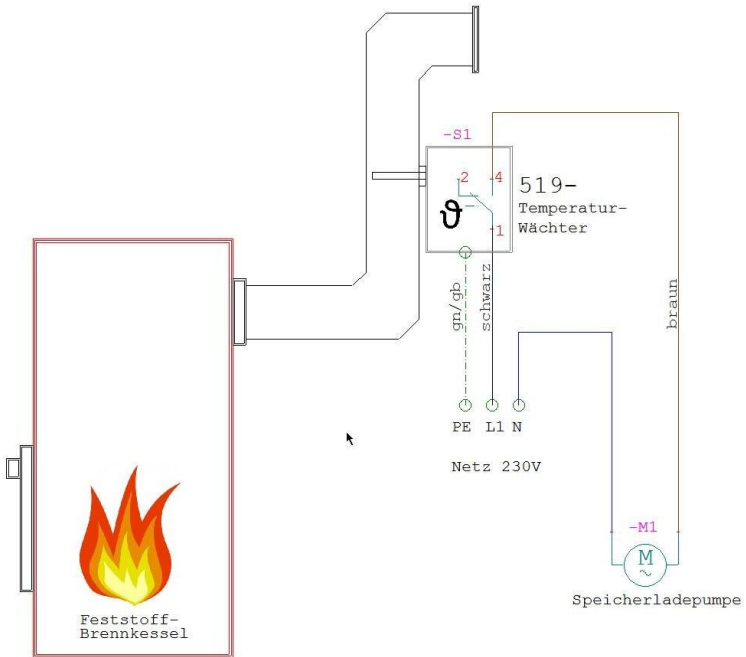 -S1
2
4
1
ϑ
519-
Temperatur-
Wächter
gn/gb
schwarz
braun
PE
L1
N
Netz 230V
-M1
M
~
Speicherladepumpe
Feststoff-
Brennkessel